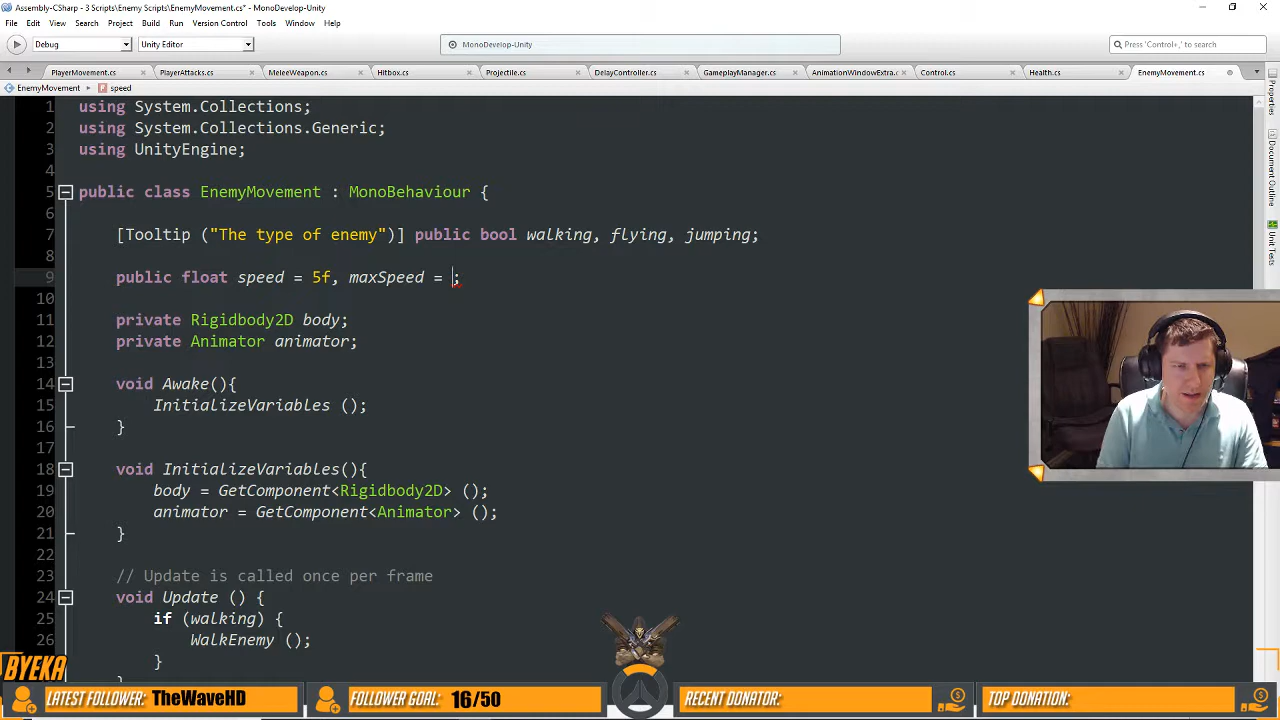 Assembly-CSharp - 3 Scripts\Enemy Scripts\EnemyMovement.cs* - MonoDevelop-Unity
File Edit View Search Project Build Run Version Control Tools Window Help
Debug Unity Editor MonoDevelop-Unity Press 'Control+,' to search
PlayerMovement.cs PlayerAttacks.cs MeleeWeapon.cs Hitbox.cs Projectile.cs DelayController.cs GameplayManager.cs AnimationWindowExtra.cs Control.cs Health.cs EnemyMovement.cs
EnemyMovement speed
1 using System.Collections;
2 using System.Collections.Generic;
3 using UnityEngine;
4
5 public class EnemyMovement : MonoBehaviour {
6
7 [Tooltip ("The type of enemy")] public bool walking, flying, jumping;
8
9 public float speed = 5f, maxSpeed = ;
10
11 private Rigidbody2D body;
12 private Animator animator;
13
14 void Awake(){
15 InitializeVariables ();
16 }
17
18 void InitializeVariables(){
19 body = GetComponent<Rigidbody2D> ();
20 animator = GetComponent<Animator> ();
21 }
22
23 // Update is called once per frame
24 void Update () {
25 if (walking) {
26 WalkEnemy ();
}
Properties
Document Outline
Unit Tests
BYEKA
LATEST FOLLOWER: TheWaveHD FOLLOWER GOAL: 16/50 RECENT DONATOR: TOP DONATION: